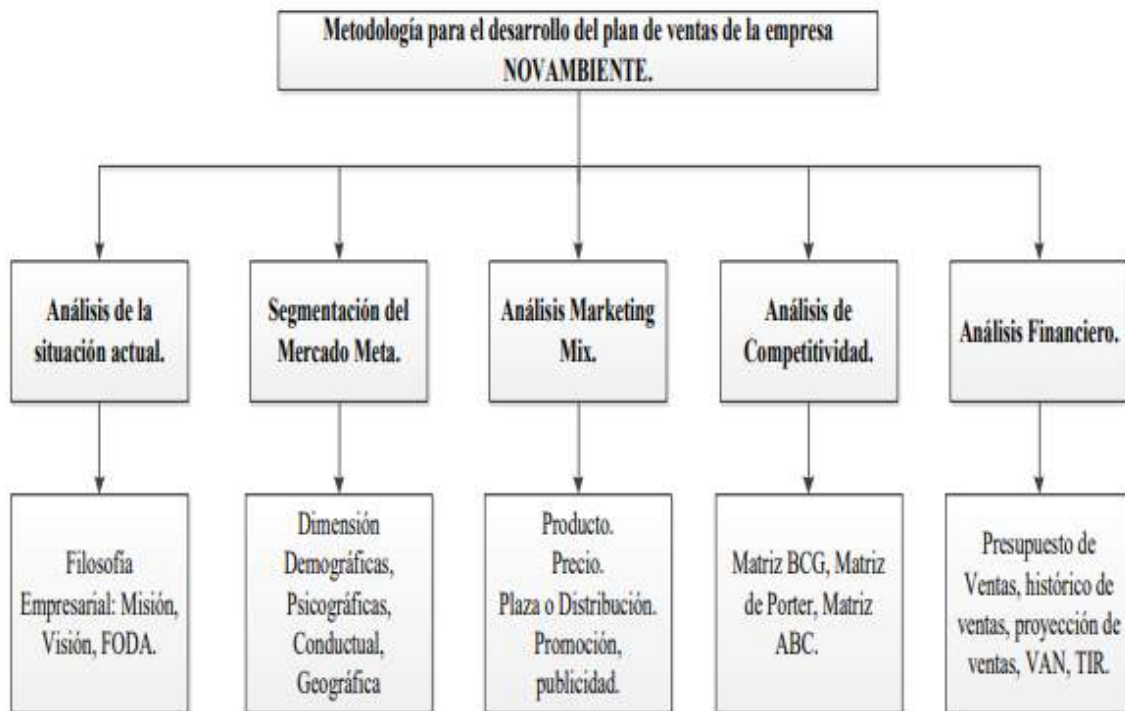 Metodología para el desarrollo del plan de ventas de la empresa
NOVAMBIENTE.
Análisis de la
situación actual.
Segmentación del
Mercado Meta.
Análisis Marketing
Mix.
Análisis de
Competitividad.
Análisis Financiero.
Filosofía
Empresarial: Misión,
Visión, FODA.
Dimensión
Demográficas,
Psicográficas,
Conductual,
Geográfica
Producto.
Precio.
Plaza o Distribución.
Promoción,
publicidad.
Matriz BCG, Matriz
de Porter, Matriz
ABC.
Presupuesto de
Ventas, histórico de
ventas, proyección de
ventas, VAN, TIR.